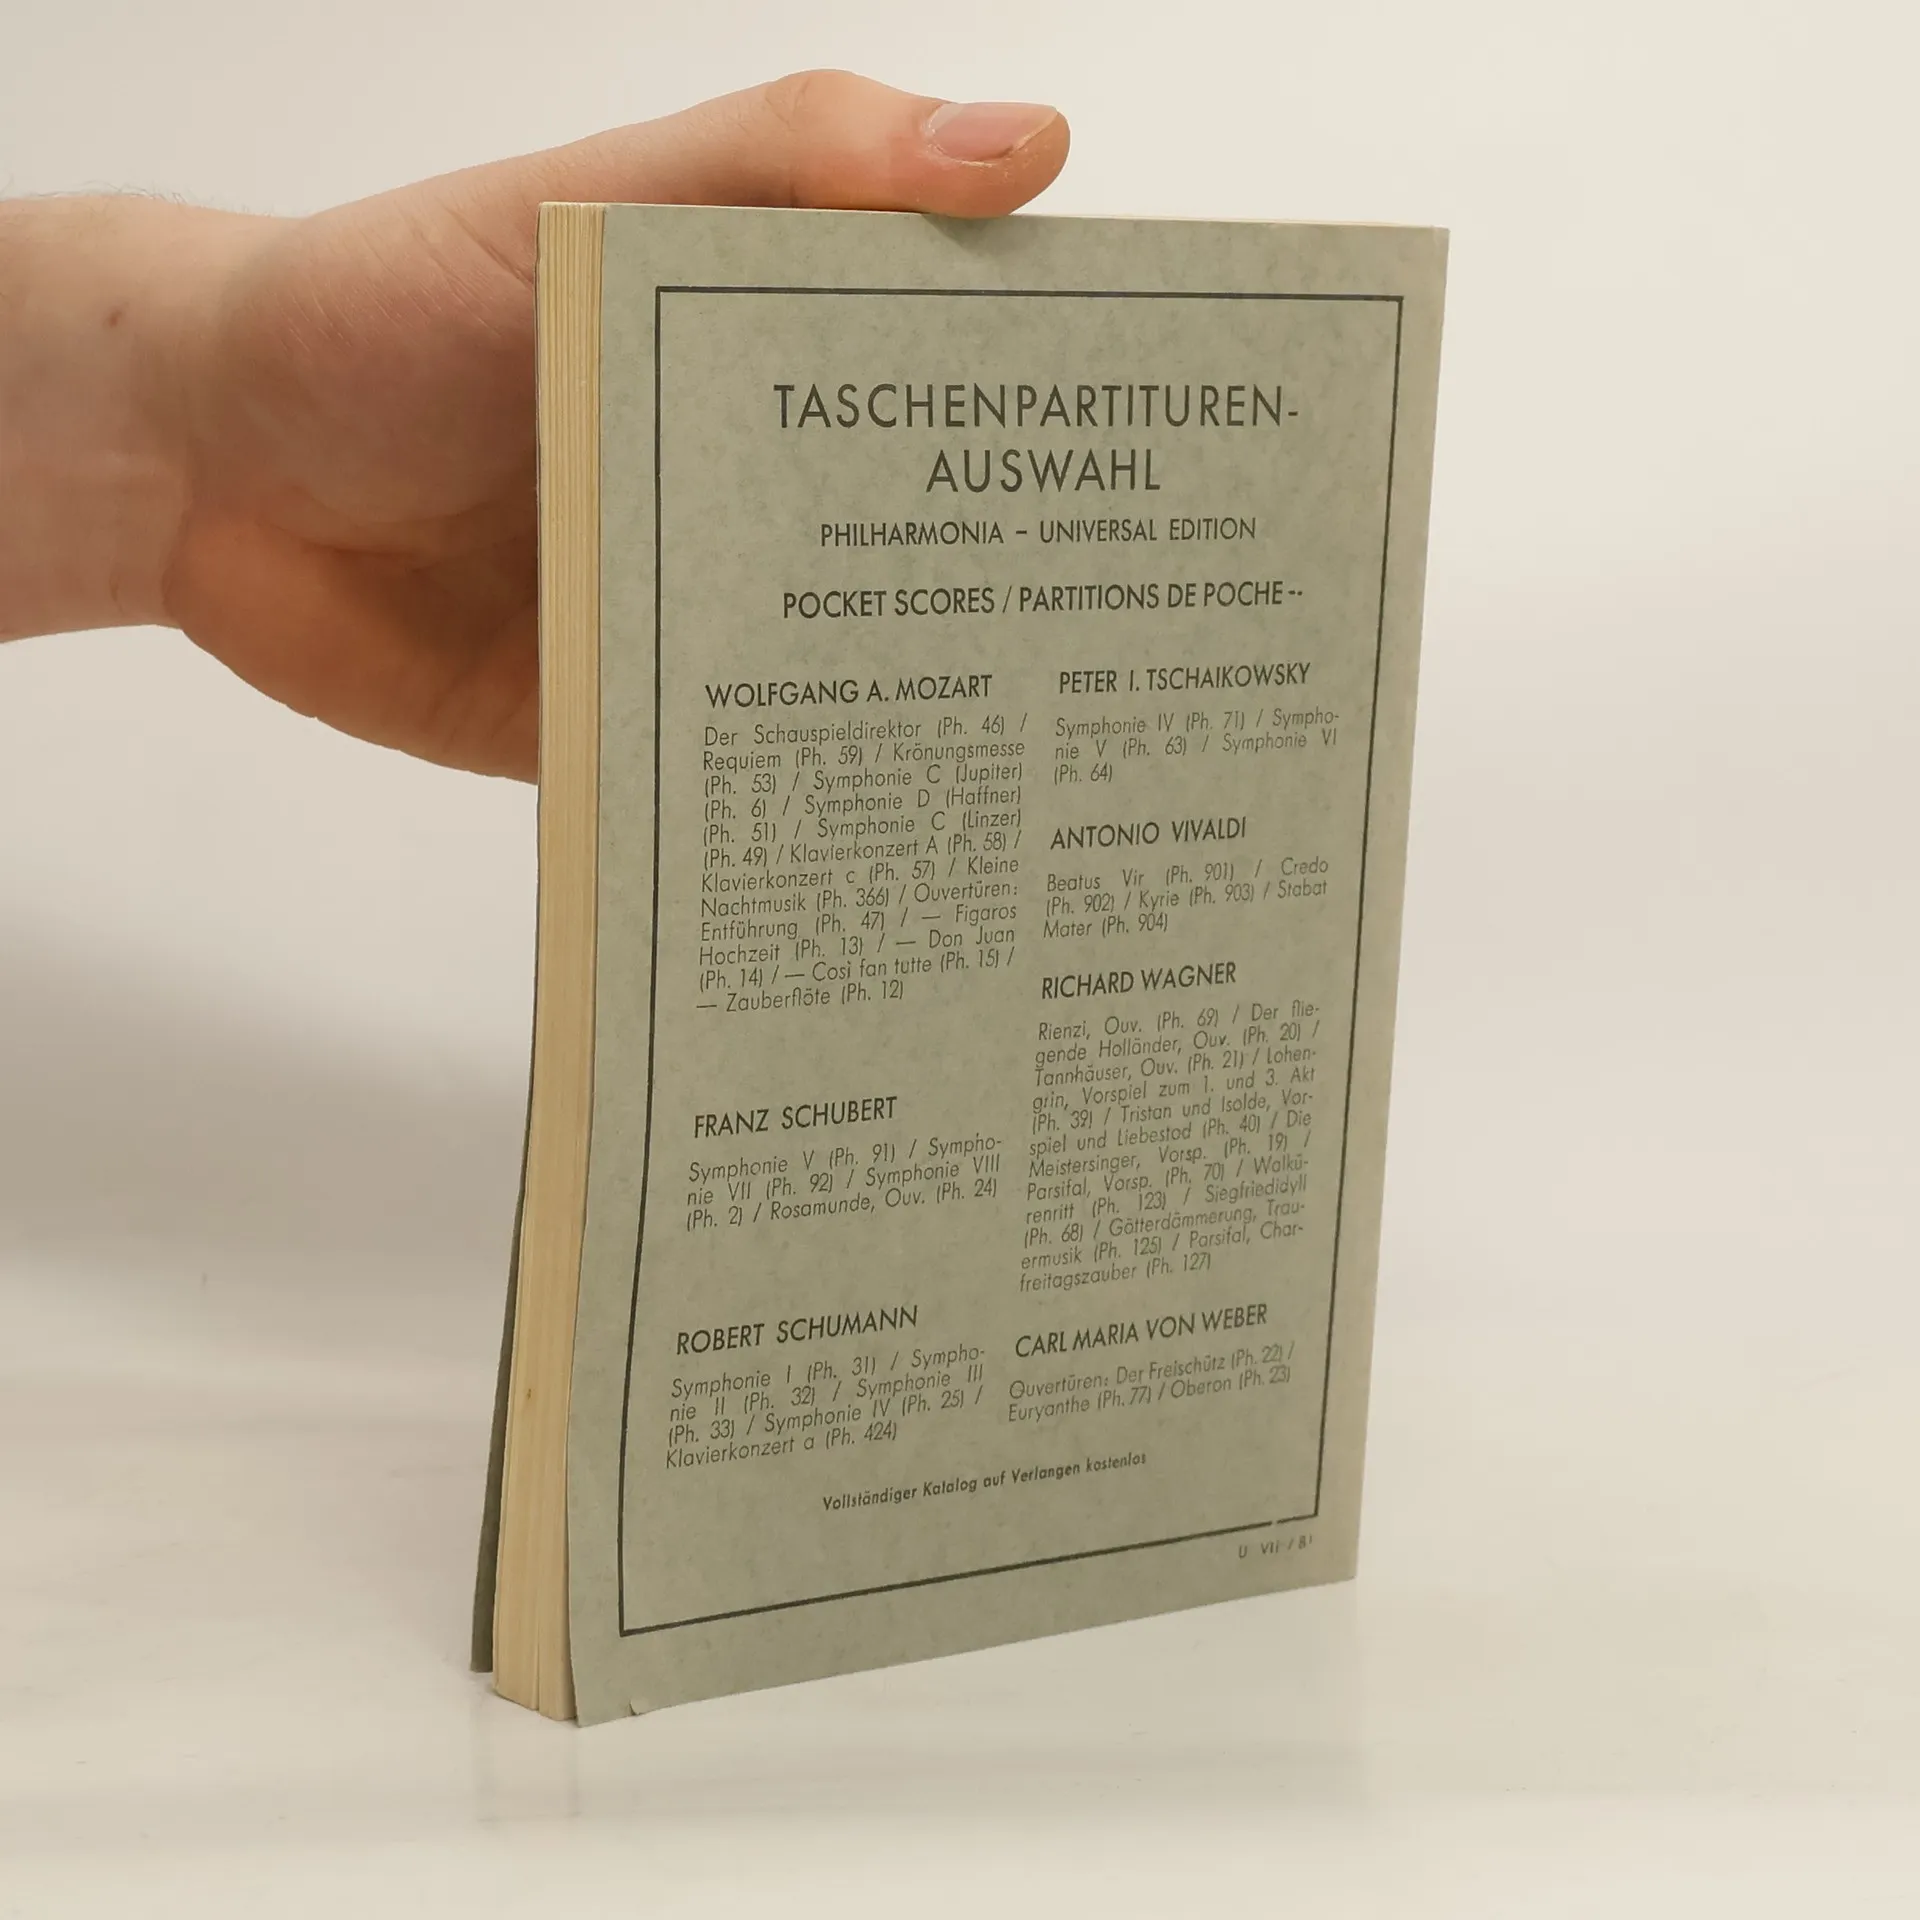 TASCHENPARTITUREN-
AUSWAHL
PHILHARMONIA – UNIVERSAL EDITION
POCKET SCORES / PARTITIONS DE POCHE --
WOLFGANG A. MOZART
Der Schauspieldirektor (Ph. 46) /
Requiem (Ph. 59) / Krönungsmesse
(Ph. 53) / Symphonie C (Jupiter)
(Ph. 6) / Symphonie D (Haffner)
(Ph. 51) / Symphonie C (Linzer)
(Ph. 49) / Klavierkonzert A (Ph. 58) /
Klavierkonzert c (Ph. 57) / Kleine
Nachtmusik (Ph. 366) / Ouvertüren:
Entführung (Ph. 47) / — Figaros
Hochzeit (Ph. 13) / — Don Juan
(Ph. 14) / — Così fan tutte (Ph. 15) /
— Zauberflöte (Ph. 12)
FRANZ SCHUBERT
Symphonie V (Ph. 91) / Sympho-
nie VII (Ph. 92) / Symphonie VIII
(Ph. 2) / Rosamunde, Ouv. (Ph. 24)
ROBERT SCHUMANN
Symphonie I (Ph. 31) / Sympho-
nie II (Ph. 32) / Symphonie III
(Ph. 33) / Symphonie IV (Ph. 25) /
Klavierkonzert a (Ph. 424)
PETER I. TSCHAIKOWSKY
Symphonie IV (Ph. 71) / Sympho-
nie V (Ph. 63) / Symphonie VI
(Ph. 64)
ANTONIO VIVALDI
Beatus Vir (Ph. 901) / Credo
(Ph. 902) / Kyrie (Ph. 903) / Stabat
Mater (Ph. 904)
RICHARD WAGNER
Rienzi, Ouv. (Ph. 69) / Der flie-
gende Holländer, Ouv. (Ph. 20) /
Tannhäuser, Ouv. (Ph. 21) / Lohen-
grin, Vorspiel zum 1. und 3. Akt
(Ph. 39) / Tristan und Isolde, Vor-
spiel und Liebestod (Ph. 40) / Die
Meistersinger, Vorsp. (Ph. 19) /
Parsifal, Vorsp. (Ph. 70) / Walkü-
renritt (Ph. 123) / Siegfriedidyll
(Ph. 68) / Götterdämmerung, Trau-
ermusik (Ph. 125) / Parsifal, Char-
freitagszauber (Ph. 127)
CARL MARIA VON WEBER
Ouvertüren: Der Freischütz (Ph. 22) /
Euryanthe (Ph. 77) / Oberon (Ph. 23)
Vollständiger Katalog auf Verlangen kostenlos
U VII /